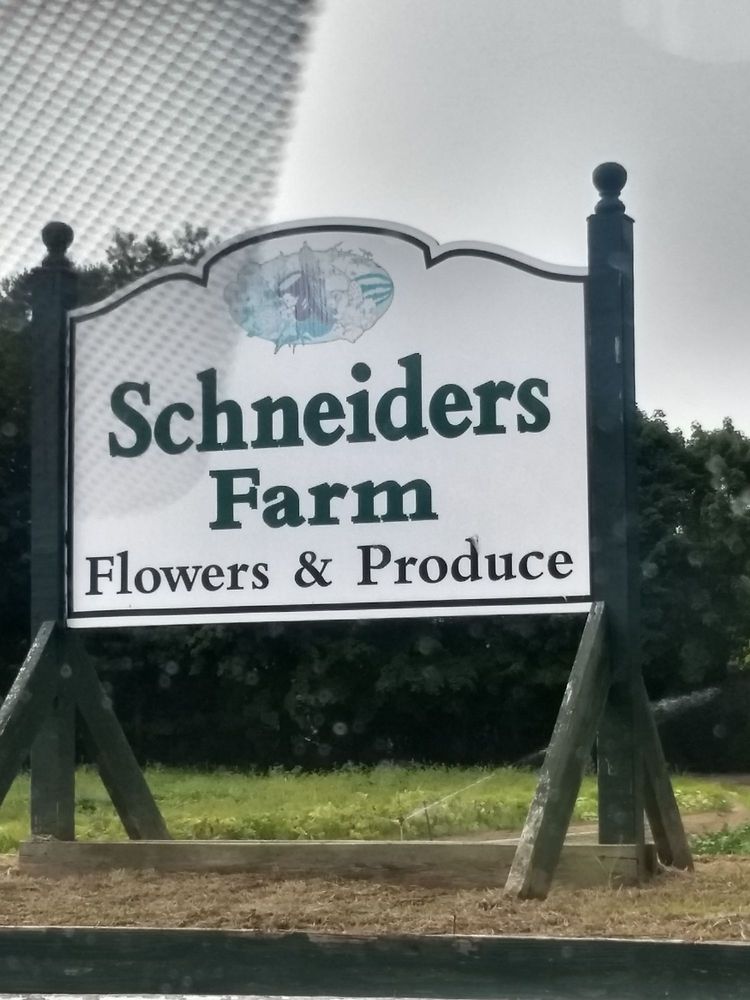 Schneiders
Farm
Flowers & Produce